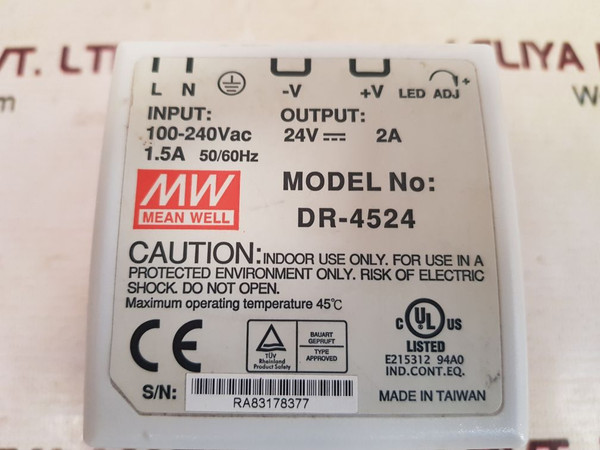 VT. LT
ELIYA
om
W
L N -V +V LED ADJ +
INPUT: OUTPUT:
100-240Vac 24V 2A
1.5A 50/60Hz
MW
MEAN WELL
MODEL No:
DR-4524
CAUTION: INDOOR USE ONLY. FOR USE IN A
PROTECTED ENVIRONMENT ONLY. RISK OF ELECTRIC
SHOCK. DO NOT OPEN.
Maximum operating temperature 45℃
CE
TÜV
Rheinland
Product Safety
BAUART
GEPRÜFT
TYPE
APPROVED
C UL US
LISTED
E215312 94A0
IND.CONT.EQ.
S/N:
RA83178377
MADE IN TAIWAN